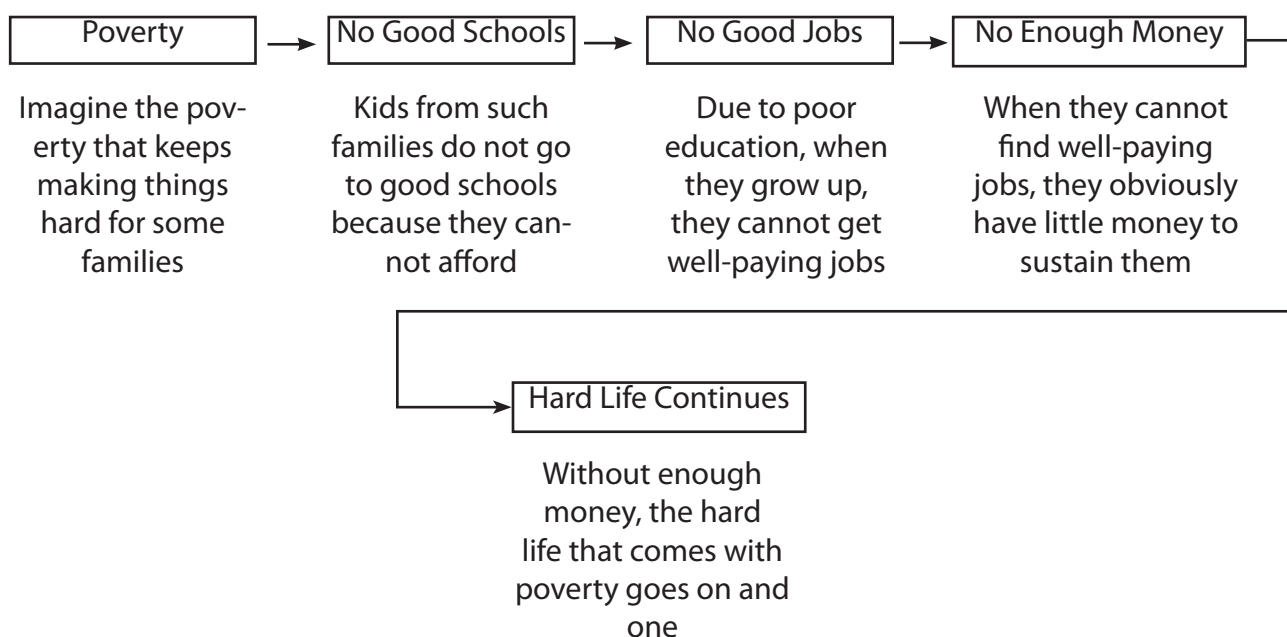 Poverty
No Good Schools
No Good Jobs
No Enough Money
Imagine the pov-
erty that keeps
making things
hard for some
families
Kids from such
families do not go
to good schools
because they can-
not afford
Due to poor
education, when
they grow up,
they cannot get
well-paying jobs
When they cannot
find well-paying
jobs, they obviously
have little money to
sustain them
Hard Life Continues
Without enough
money, the hard
life that comes with
poverty goes on and
one